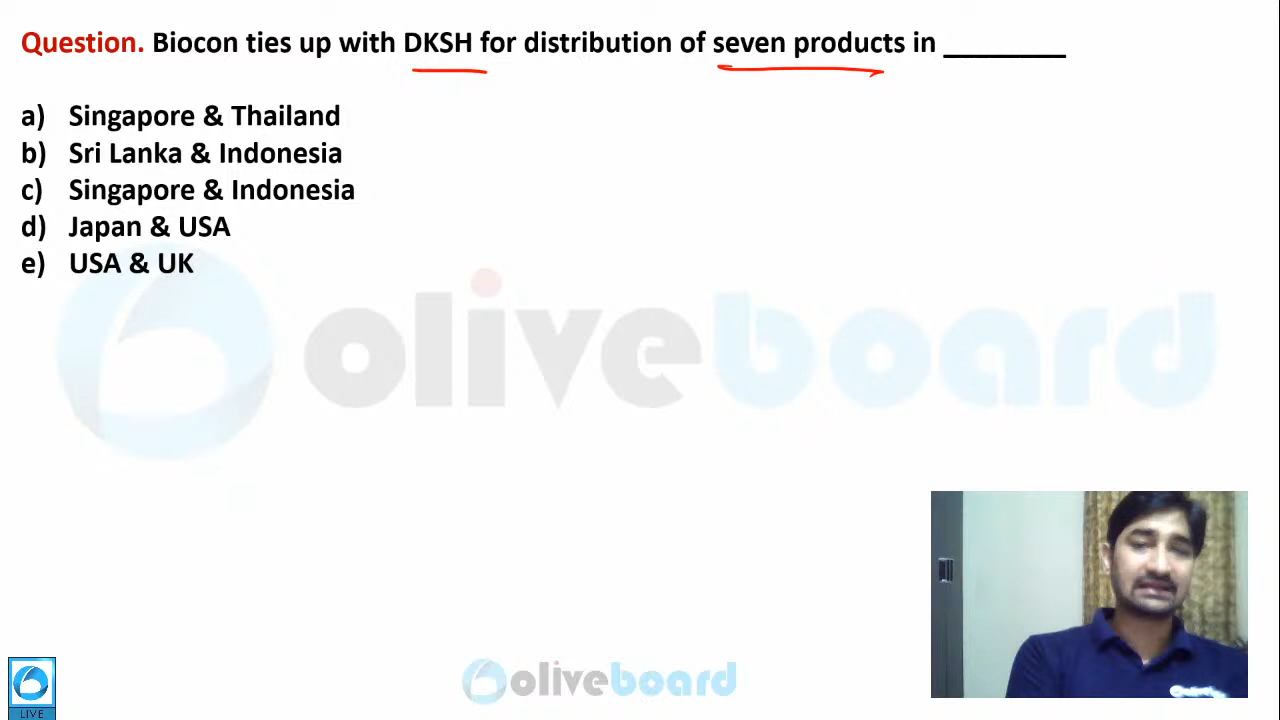 Question. Biocon ties up with DKSH for distribution of seven products in ________
a) Singapore & Thailand
b) Sri Lanka & Indonesia
c) Singapore & Indonesia
d) Japan & USA
e) USA & UK
oliveboard
oliveboard
LIVE